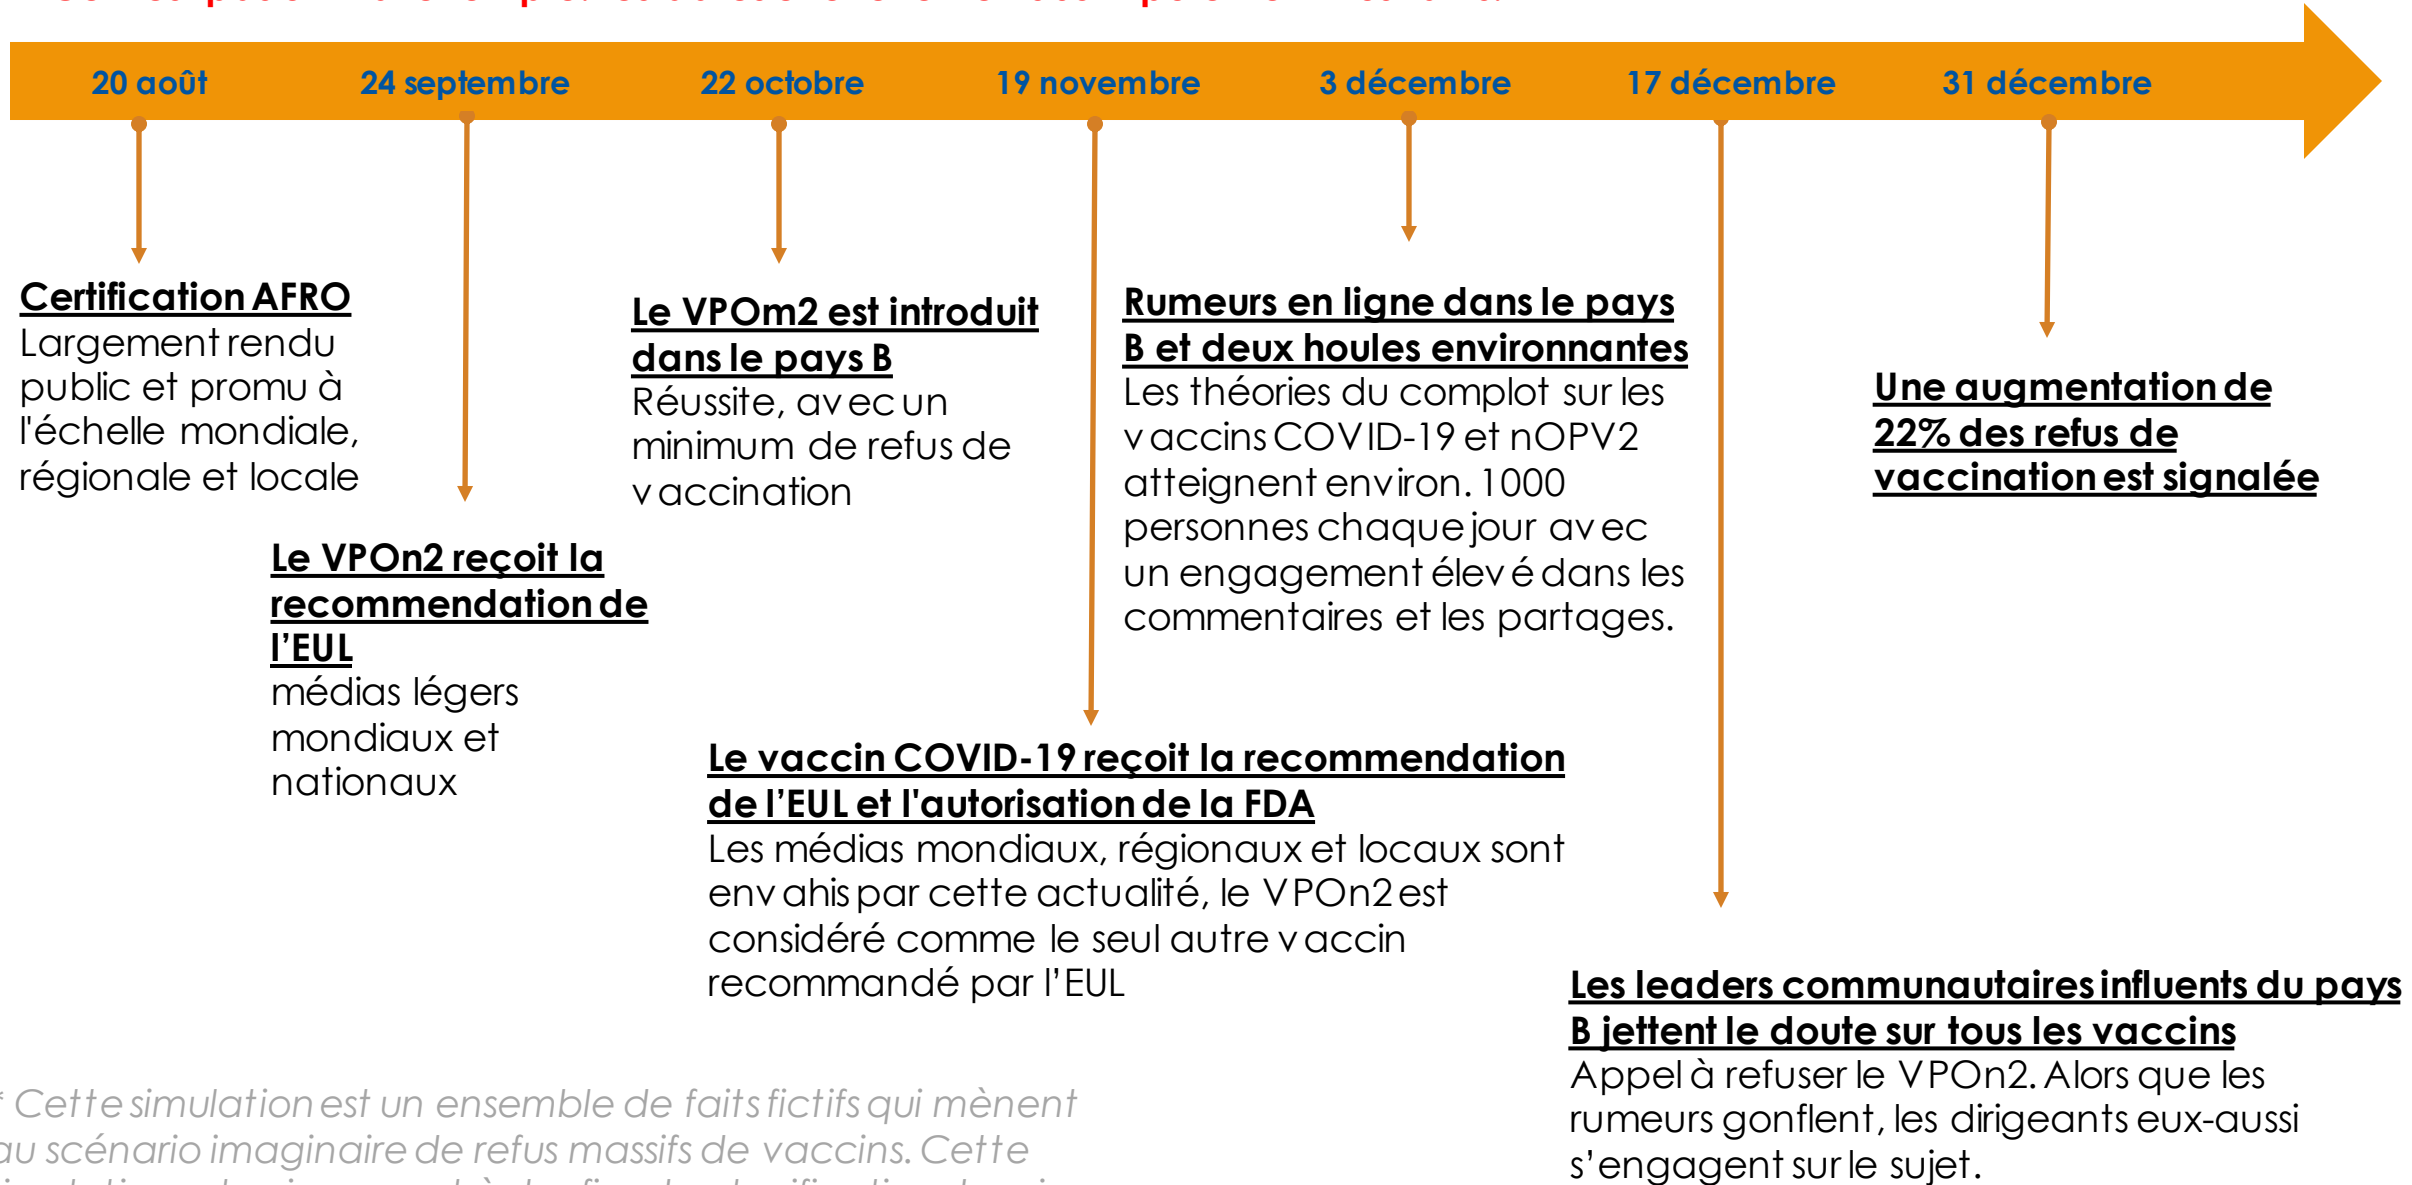 20 août
24 septembre
22 octobre
19 novembre
3 décembre
17 décembre
31 décembre
Certification AFRO
Largement rendu
public et promu à
l'échelle mondiale,
régionale et locale
Le VPOn2 reçoit la
recommendation de
l’EUL
médias légers
mondiaux et
nationaux
Le VPOm2 est introduit
dans le pays B
Réussite, avec un
minimum de refus de
vaccination
Le vaccin COVID-19 reçoit la recommendation
de l’EUL et l'autorisation de la FDA
Les médias mondiaux, régionaux et locaux sont
envahis par cette actualité, le VPOn2 est
considéré comme le seul autre vaccin
recommandé par l’EUL
Rumeurs en ligne dans le pays
B et deux houles environnantes
Les théories du complot sur les
vaccins COVID-19 et nOPV2
atteignent environ. 1000
personnes chaque jour avec
un engagement élevé dans les
commentaires et les partages.
Les leaders communautaires influents du pays
B jettent le doute sur tous les vaccins
Appel à refuser le VPOn2. Alors que les
rumeurs gonflent, les dirigeants eux-aussi
s’engagent sur le sujet.
Une augmentation de
22% des refus de
vaccination est signalée
* Cette simulation est un ensemble de faits fictifs qui mènent
au scénario imaginaire de refus massifs de vaccins. Cette